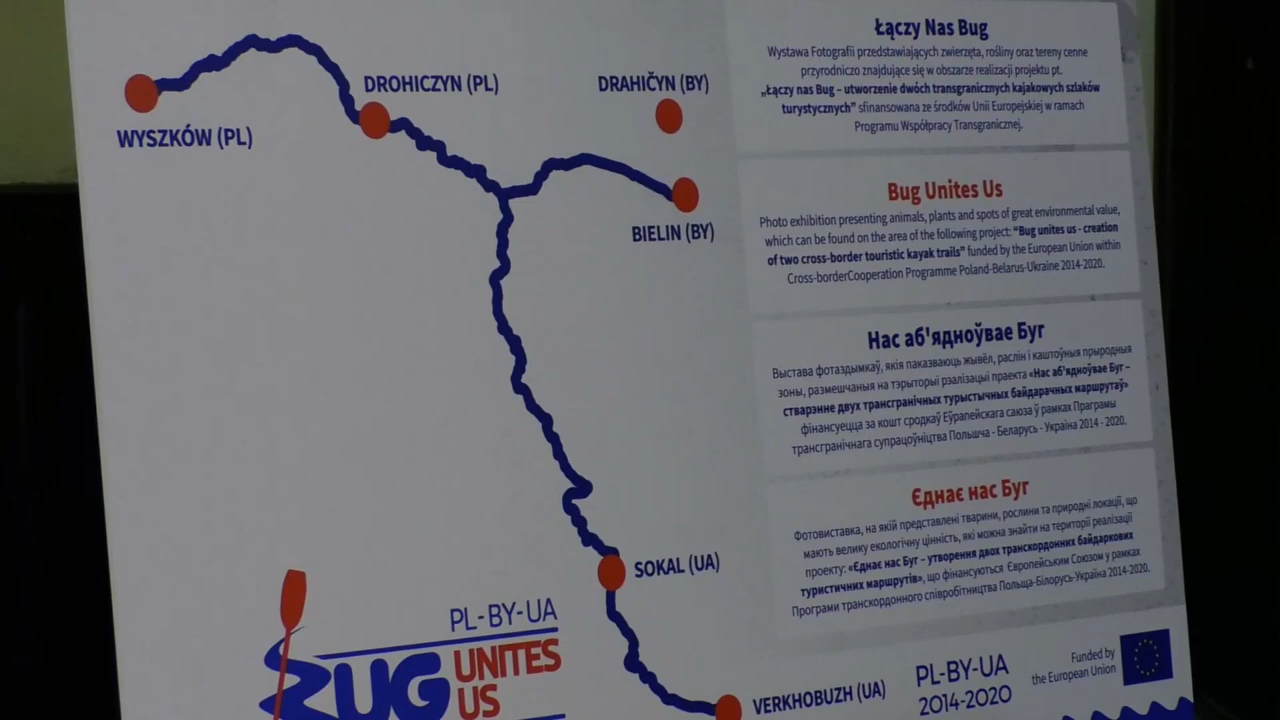 DROHICZYN (PL)
WYSZKÓW (PL)
DRAHIČYN (BY)
BIELIN (BY)
SOKAL (UA)
VERKHOBUZH (UA)
PL-BY-UA
BUG UNITES
US
Łączy Nas Bug
Wystawa Fotografii przedstawiających zwierzęta, rośliny oraz tereny cenne
przyrodniczo znajdujące się w obszarze realizacji projektu pt.
„Łączy nas Bug – utworzenie dwóch transgranicznych kajakowych szlaków
turystycznych” sfinansowana ze środków Unii Europejskiej w ramach
Programu Współpracy Transgranicznej.
Bug Unites Us
Photo exhibition presenting animals, plants and spots of great environmental value,
which can be found on the area of the following project: “Bug unites us - creation
of two cross-border touristic kayak trails” funded by the European Union within
Cross-borderCooperation Programme Poland-Belarus-Ukraine 2014-2020.
Нас аб'ядноўвае Буг
Выстава фотаздымкаў, якія паказваюць жывёл, раслін і каштоўныя прыродныя
зоны, размешчаныя на тэрыторыі рэалізацыі праекта «Нас аб'ядноўвае Буг –
стварэнне двух трансгранічных турыстычных байдарачных маршрутаў»
фінансуецца за кошт сродкаў Еўрапейскага саюза ў рамках Праграмы
трансгранічнага супрацоўніцтва Польшча - Беларусь - Украіна 2014 - 2020.
Єднає нас Буг
Фотовиставка, на якій представлені тварини, рослини та природні локації, що
мають велику екологічну цінність, які можна знайти на території реалізації
проекту: «Єднає нас Буг – утворення двох транскордонних байдаркових
туристичних маршрутів», що фінансуються Європейським Союзом у рамках
Програми транскордонного співробітництва Польща-Білорусь-Україна 2014-2020.
PL-BY-UA
2014-2020
Funded by
the European Union